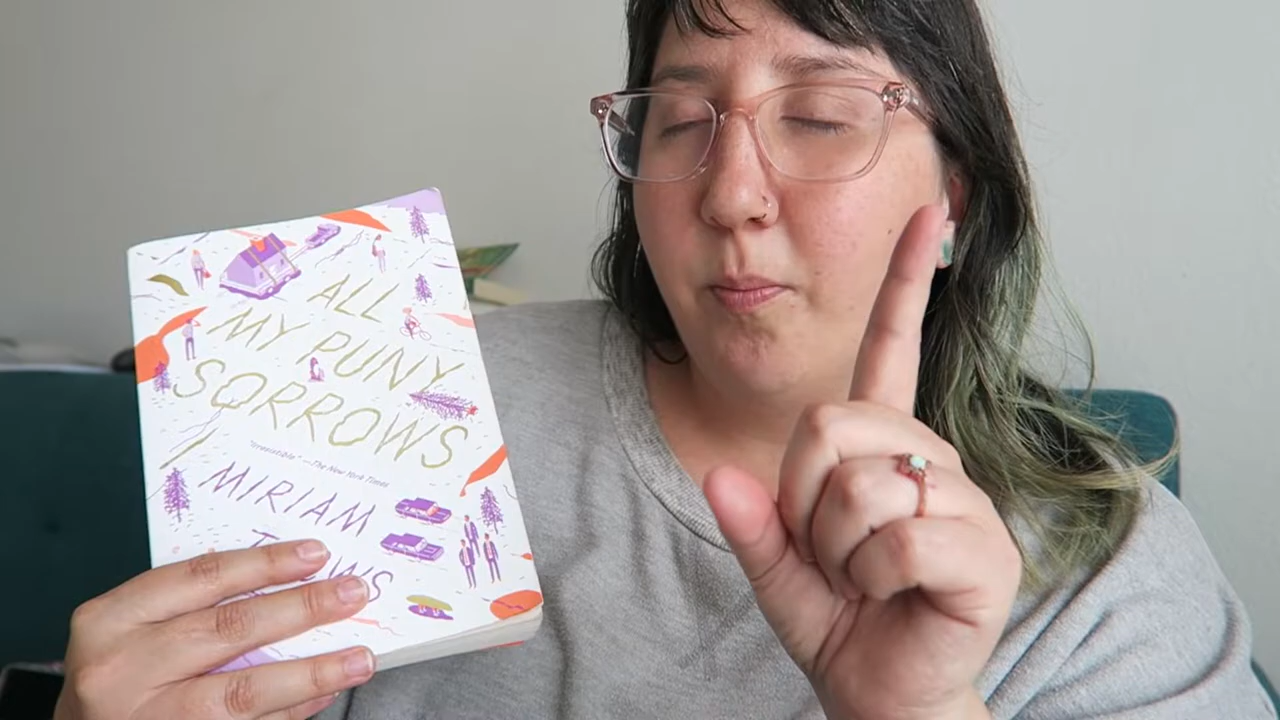 ALL
MY PUNY
SORROWS
"Irresistible." —The New York Times
MIRIAM